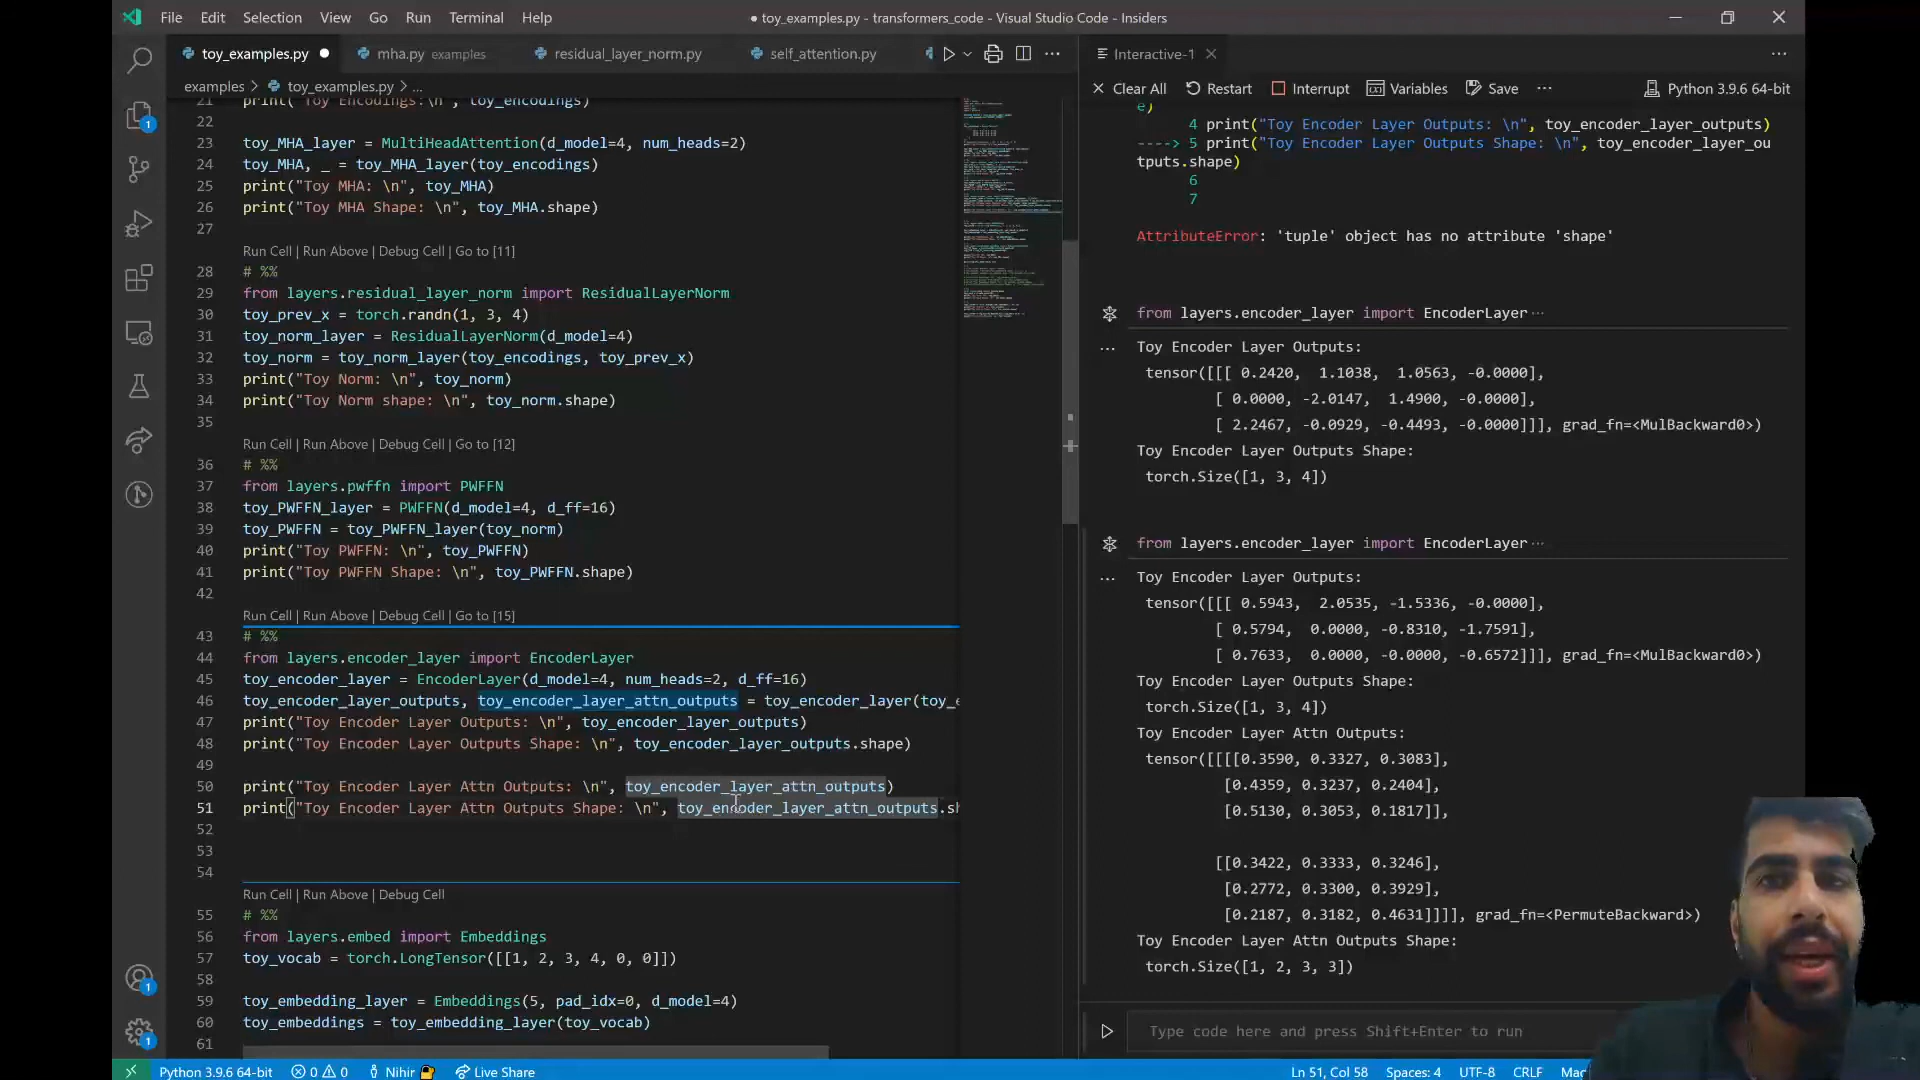 File Edit Selection View Go Run Terminal Help
● toy_examples.py - transformers_code - Visual Studio Code - Insiders
toy_examples.py ●
mha.py examples
residual_layer_norm.py
self_attention.py
examples > toy_examples.py > ...
21 print("Toy Encodings:\n", toy_encodings)
22
23 toy_MHA_layer = MultiHeadAttention(d_model=4, num_heads=2)
24 toy_MHA, _ = toy_MHA_layer(toy_encodings)
25 print("Toy MHA: \n", toy_MHA)
26 print("Toy MHA Shape: \n", toy_MHA.shape)
27
Run Cell | Run Above | Debug Cell | Go to [11]
28 # %%
29 from layers.residual_layer_norm import ResidualLayerNorm
30 toy_prev_x = torch.randn(1, 3, 4)
31 toy_norm_layer = ResidualLayerNorm(d_model=4)
32 toy_norm = toy_norm_layer(toy_encodings, toy_prev_x)
33 print("Toy Norm: \n", toy_norm)
34 print("Toy Norm shape: \n", toy_norm.shape)
35
Run Cell | Run Above | Debug Cell | Go to [12]
36 # %%
37 from layers.pwffn import PWFFN
38 toy_PWFFN_layer = PWFFN(d_model=4, d_ff=16)
39 toy_PWFFN = toy_PWFFN_layer(toy_norm)
40 print("Toy PWFFN: \n", toy_PWFFN)
41 print("Toy PWFFN Shape: \n", toy_PWFFN.shape)
42
Run Cell | Run Above | Debug Cell | Go to [15]
43 # %%
44 from layers.encoder_layer import EncoderLayer
45 toy_encoder_layer = EncoderLayer(d_model=4, num_heads=2, d_ff=16)
46 toy_encoder_layer_outputs, toy_encoder_layer_attn_outputs = toy_encoder_layer(toy_e
47 print("Toy Encoder Layer Outputs: \n", toy_encoder_layer_outputs)
48 print("Toy Encoder Layer Outputs Shape: \n", toy_encoder_layer_outputs.shape)
49
50 print("Toy Encoder Layer Attn Outputs: \n", toy_encoder_layer_attn_outputs)
51 print("Toy Encoder Layer Attn Outputs Shape: \n", toy_encoder_layer_attn_outputs.sh
52
53
54
Run Cell | Run Above | Debug Cell
55 # %%
56 from layers.embed import Embeddings
57 toy_vocab = torch.LongTensor([[1, 2, 3, 4, 0, 0]])
58
59 toy_embedding_layer = Embeddings(5, pad_idx=0, d_model=4)
60 toy_embeddings = toy_embedding_layer(toy_vocab)
61
Interactive-1
Clear All Restart Interrupt Variables Save ··· Python 3.9.6 64-bit
e)
4 print("Toy Encoder Layer Outputs: \n", toy_encoder_layer_outputs)
----> 5 print("Toy Encoder Layer Outputs Shape: \n", toy_encoder_layer_ou
tputs.shape)
6
7
AttributeError: 'tuple' object has no attribute 'shape'
from layers.encoder_layer import EncoderLayer···
Toy Encoder Layer Outputs:
tensor([[[ 0.2420, 1.1038, 1.0563, -0.0000],
[ 0.0000, -2.0147, 1.4900, -0.0000],
[ 2.2467, -0.0929, -0.4493, -0.0000]]], grad_fn=<MulBackward0>)
Toy Encoder Layer Outputs Shape:
torch.Size([1, 3, 4])
from layers.encoder_layer import EncoderLayer···
Toy Encoder Layer Outputs:
tensor([[[ 0.5943, 2.0535, -1.5336, -0.0000],
[ 0.5794, 0.0000, -0.8310, -1.7591],
[ 0.7633, 0.0000, -0.0000, -0.6572]]], grad_fn=<MulBackward0>)
Toy Encoder Layer Outputs Shape:
torch.Size([1, 3, 4])
Toy Encoder Layer Attn Outputs:
tensor([[[[0.3590, 0.3327, 0.3083],
[0.4359, 0.3237, 0.2404],
[0.5130, 0.3053, 0.1817]],
[[0.3422, 0.3333, 0.3246],
[0.2772, 0.3300, 0.3929],
[0.2187, 0.3182, 0.4631]]]], grad_fn=<PermuteBackward>)
Toy Encoder Layer Attn Outputs Shape:
torch.Size([1, 2, 3, 3])
Type code here and press Shift+Enter to run
Python 3.9.6 64-bit 0 0 Nihir Live Share Ln 51, Col 58 Spaces: 4 UTF-8 CRLF